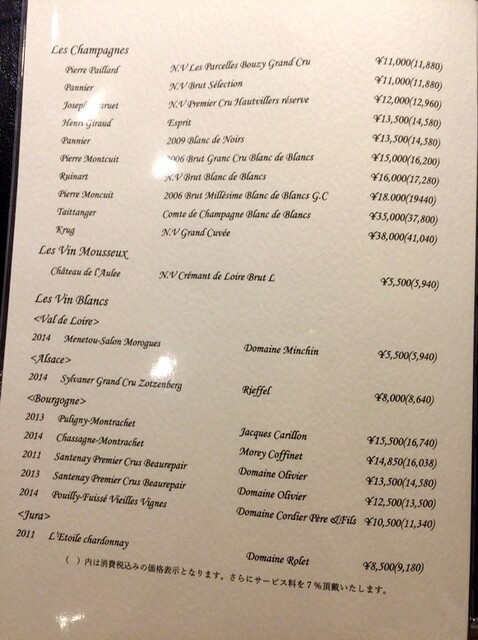 Les Champagnes
Pierre Paillard N.V Les Parcelles Bouzy Grand Cru ¥11,000(11,880)
Pannier N.V Brut Sélection ¥11,000(11,880)
Joseph N.V Premier Cru Hautvillers réserve ¥12,000(12,960)
Henri Giraud Esprit ¥13,500(14,580)
Pannier 2009 Blanc de Noirs ¥13,500(14,580)
Pierre Montcuit 2006 Brut Granc Cru Blanc de Blancs ¥15,000(16,200)
Ruinart N.V Brut Blanc de Blancs ¥16,000(17,280)
Pierre Moncuit 2006 Brut Millésime Blanc de Blancs G.C ¥18.000(19440)
Taittanger Comte de Champagne Blanc de Blancs ¥35,000(37,800)
Krug N.V Grand Cuvée ¥38,000(41,040)
Les Vin Mousseux
Château de l'Aulee N.V Crémant de Loire Brut L ¥5,500(5,940)
Les Vin Blancs
<Val de Loire>
2014 Menetou-Salon Morogues Domaine Minchin ¥5,500(5,940)
<Alsace>
2014 Sylvaner Grand Cru Zotzenberg Rieffel ¥8,000(8,640)
<Bourgogne>
2013 Puligny-Montrachet Jacques Carillon ¥15,500(16,740)
2014 Chassagne-Montrachet Morey Coffinet ¥14,850(16,038)
2011 Santenay Premier Crus Beaurepair Domaine Olivier ¥13,500(14,580)
2013 Santenay Premier Crus Beaurepair Domaine Olivier ¥12,500(13,500)
2014 Pouilly-Fuissé Vieilles Vignes Domaine Cordier Père &Fils ¥10,500(11,340)
<Jura>
2011 L'Etoile chardonnay Domaine Rolet ¥8,500(9,180)
( )内は消費税込みの価格表示となります。さらにサービス料を7%頂戴いたします。